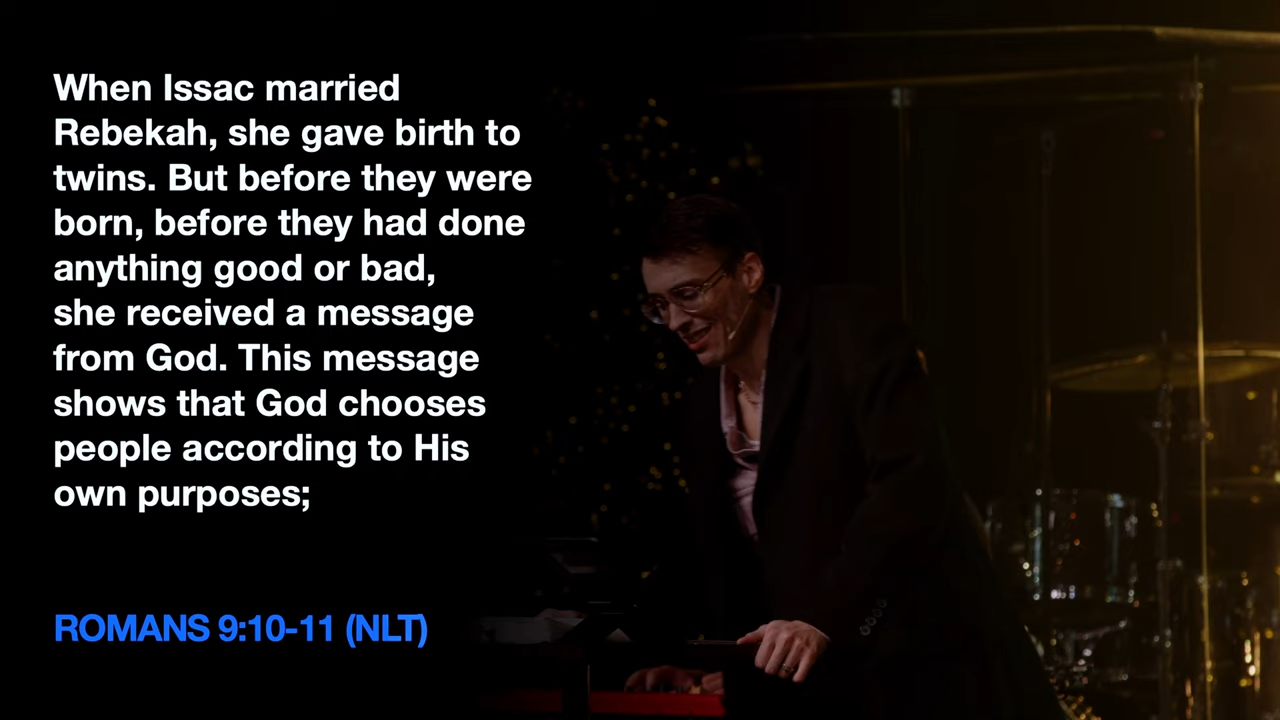 When Issac married
Rebekah, she gave birth to
twins. But before they were
born, before they had done
anything good or bad,
she received a message
from God. This message
shows that God chooses
people according to His
own purposes;
ROMANS 9:10-11 (NLT)